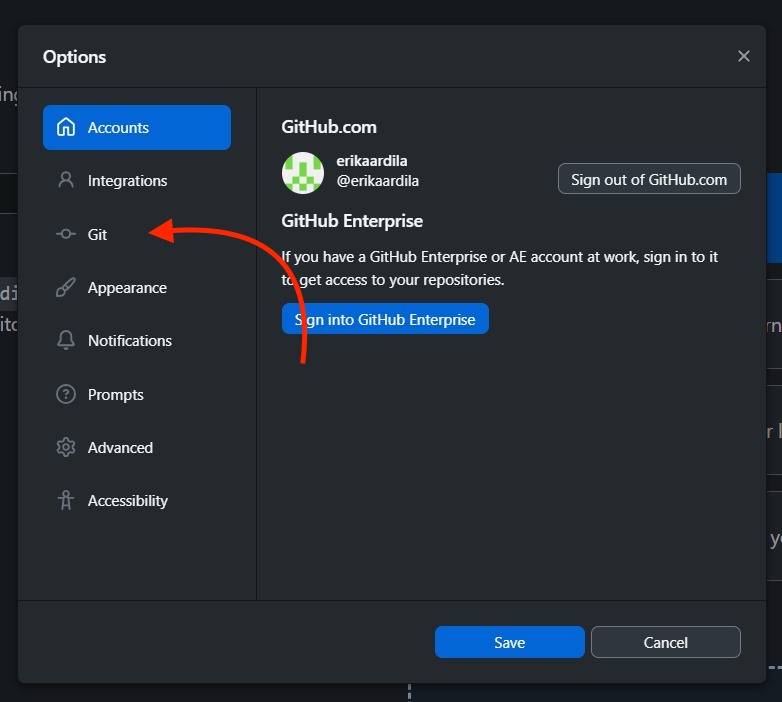 Options
Accounts
Integrations
Git
Appearance
Notifications
Prompts
Advanced
Accessibility
GitHub.com
erikaardila
@erikaardila
Sign out of GitHub.com
GitHub Enterprise
If you have a GitHub Enterprise or AE account at work, sign in to it
to get access to your repositories.
Sign into GitHub Enterprise
Save
Cancel